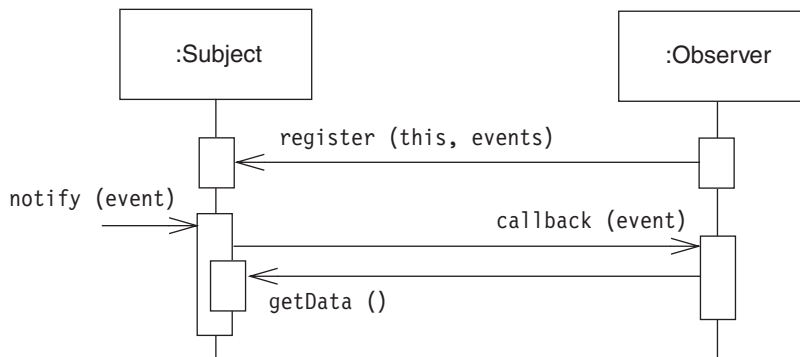 :Subject
:Observer
register (this, events)
notify (event)
callback (event)
getData ()